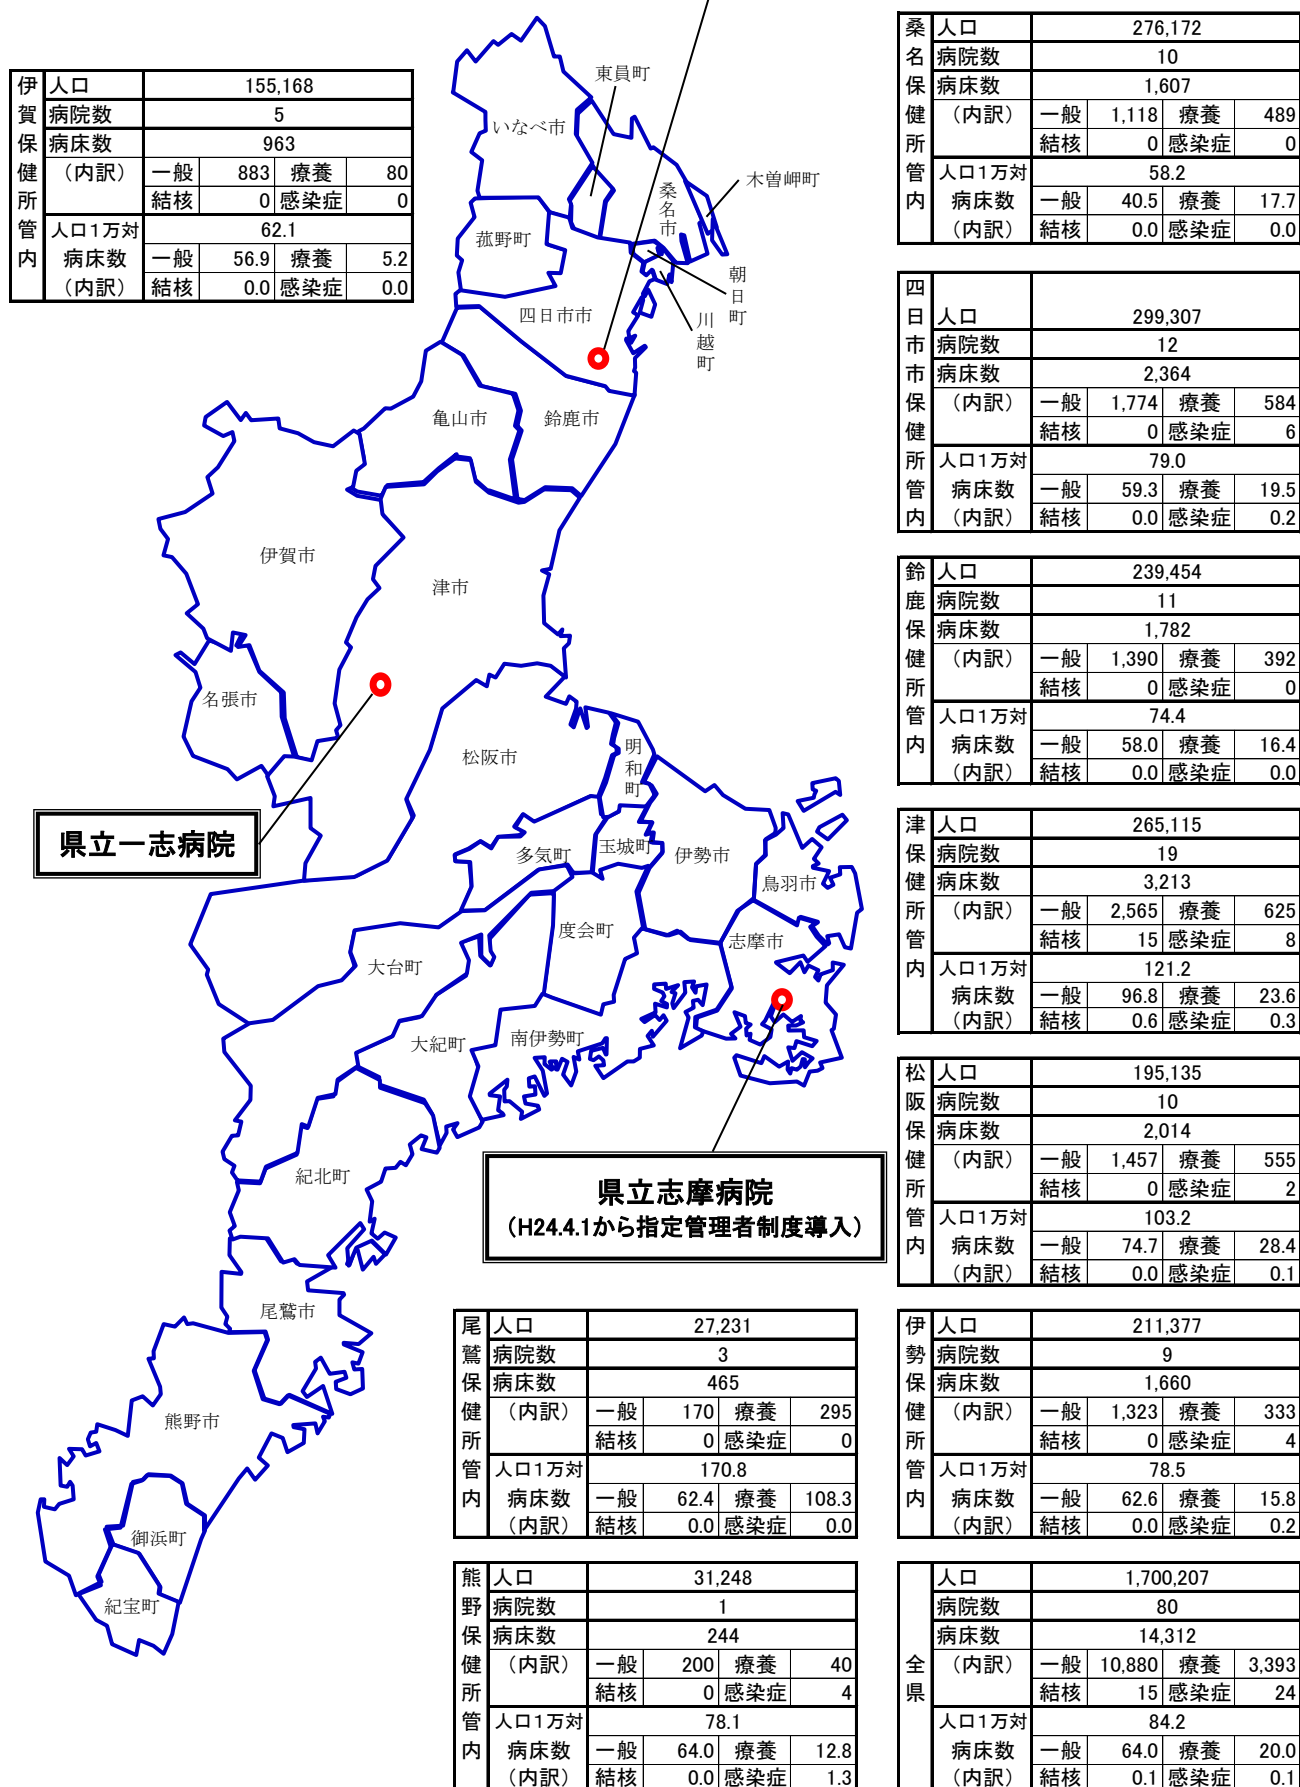 伊賀保健所管内
人口 155,168
病院数 5
病床数 963
（内訳） 一般 883 療養 80
結核 0 感染症 0
人口1万対 62.1
病床数 一般 56.9 療養 5.2
（内訳） 結核 0.0 感染症 0.0
桑名保健所管内
人口 276,172
病院数 10
病床数 1,607
（内訳） 一般 1,118 療養 489
結核 0 感染症 0
人口1万対 58.2
病床数 一般 40.5 療養 17.7
（内訳） 結核 0.0 感染症 0.0
四日市市保健所管内
人口 299,307
病院数 12
病床数 2,364
（内訳） 一般 1,774 療養 584
結核 0 感染症 6
人口1万対 79.0
病床数 一般 59.3 療養 19.5
（内訳） 結核 0.0 感染症 0.2
鈴鹿保健所管内
人口 239,454
病院数 11
病床数 1,782
（内訳） 一般 1,390 療養 392
結核 0 感染症 0
人口1万対 74.4
病床数 一般 58.0 療養 16.4
（内訳） 結核 0.0 感染症 0.0
津保健所管内
人口 265,115
病院数 19
病床数 3,213
（内訳） 一般 2,565 療養 625
結核 15 感染症 8
人口1万対 121.2
病床数 一般 96.8 療養 23.6
（内訳） 結核 0.6 感染症 0.3
松阪保健所管内
人口 195,135
病院数 10
病床数 2,014
（内訳） 一般 1,457 療養 555
結核 0 感染症 2
人口1万対 103.2
病床数 一般 74.7 療養 28.4
（内訳） 結核 0.0 感染症 0.1
伊勢保健所管内
人口 211,377
病院数 9
病床数 1,660
（内訳） 一般 1,323 療養 333
結核 0 感染症 4
人口1万対 78.5
病床数 一般 62.6 療養 15.8
（内訳） 結核 0.0 感染症 0.2
尾鷲保健所管内
人口 27,231
病院数 3
病床数 465
（内訳） 一般 170 療養 295
結核 0 感染症 0
人口1万対 170.8
病床数 一般 62.4 療養 108.3
（内訳） 結核 0.0 感染症 0.0
熊野保健所管内
人口 31,248
病院数 1
病床数 244
（内訳） 一般 200 療養 40
結核 0 感染症 4
人口1万対 78.1
病床数 一般 64.0 療養 12.8
（内訳） 結核 0.0 感染症 1.3
全県
人口 1,700,207
病院数 80
病床数 14,312
（内訳） 一般 10,880 療養 3,393
結核 15 感染症 24
人口1万対 84.2
病床数 一般 64.0 療養 20.0
（内訳） 結核 0.1 感染症 0.1
東員町
いなべ市
木曽岬町
桑名市
菰野町
朝日町
四日市市
川越町
亀山市
鈴鹿市
伊賀市
津市
名張市
松阪市
明和町
県立一志病院
多気町
玉城町
伊勢市
鳥羽市
度会町
志摩市
大台町
大紀町
南伊勢町
紀北町
県立志摩病院
（H24.4.1から指定管理者制度導入）
尾鷲市
熊野市
御浜町
紀宝町